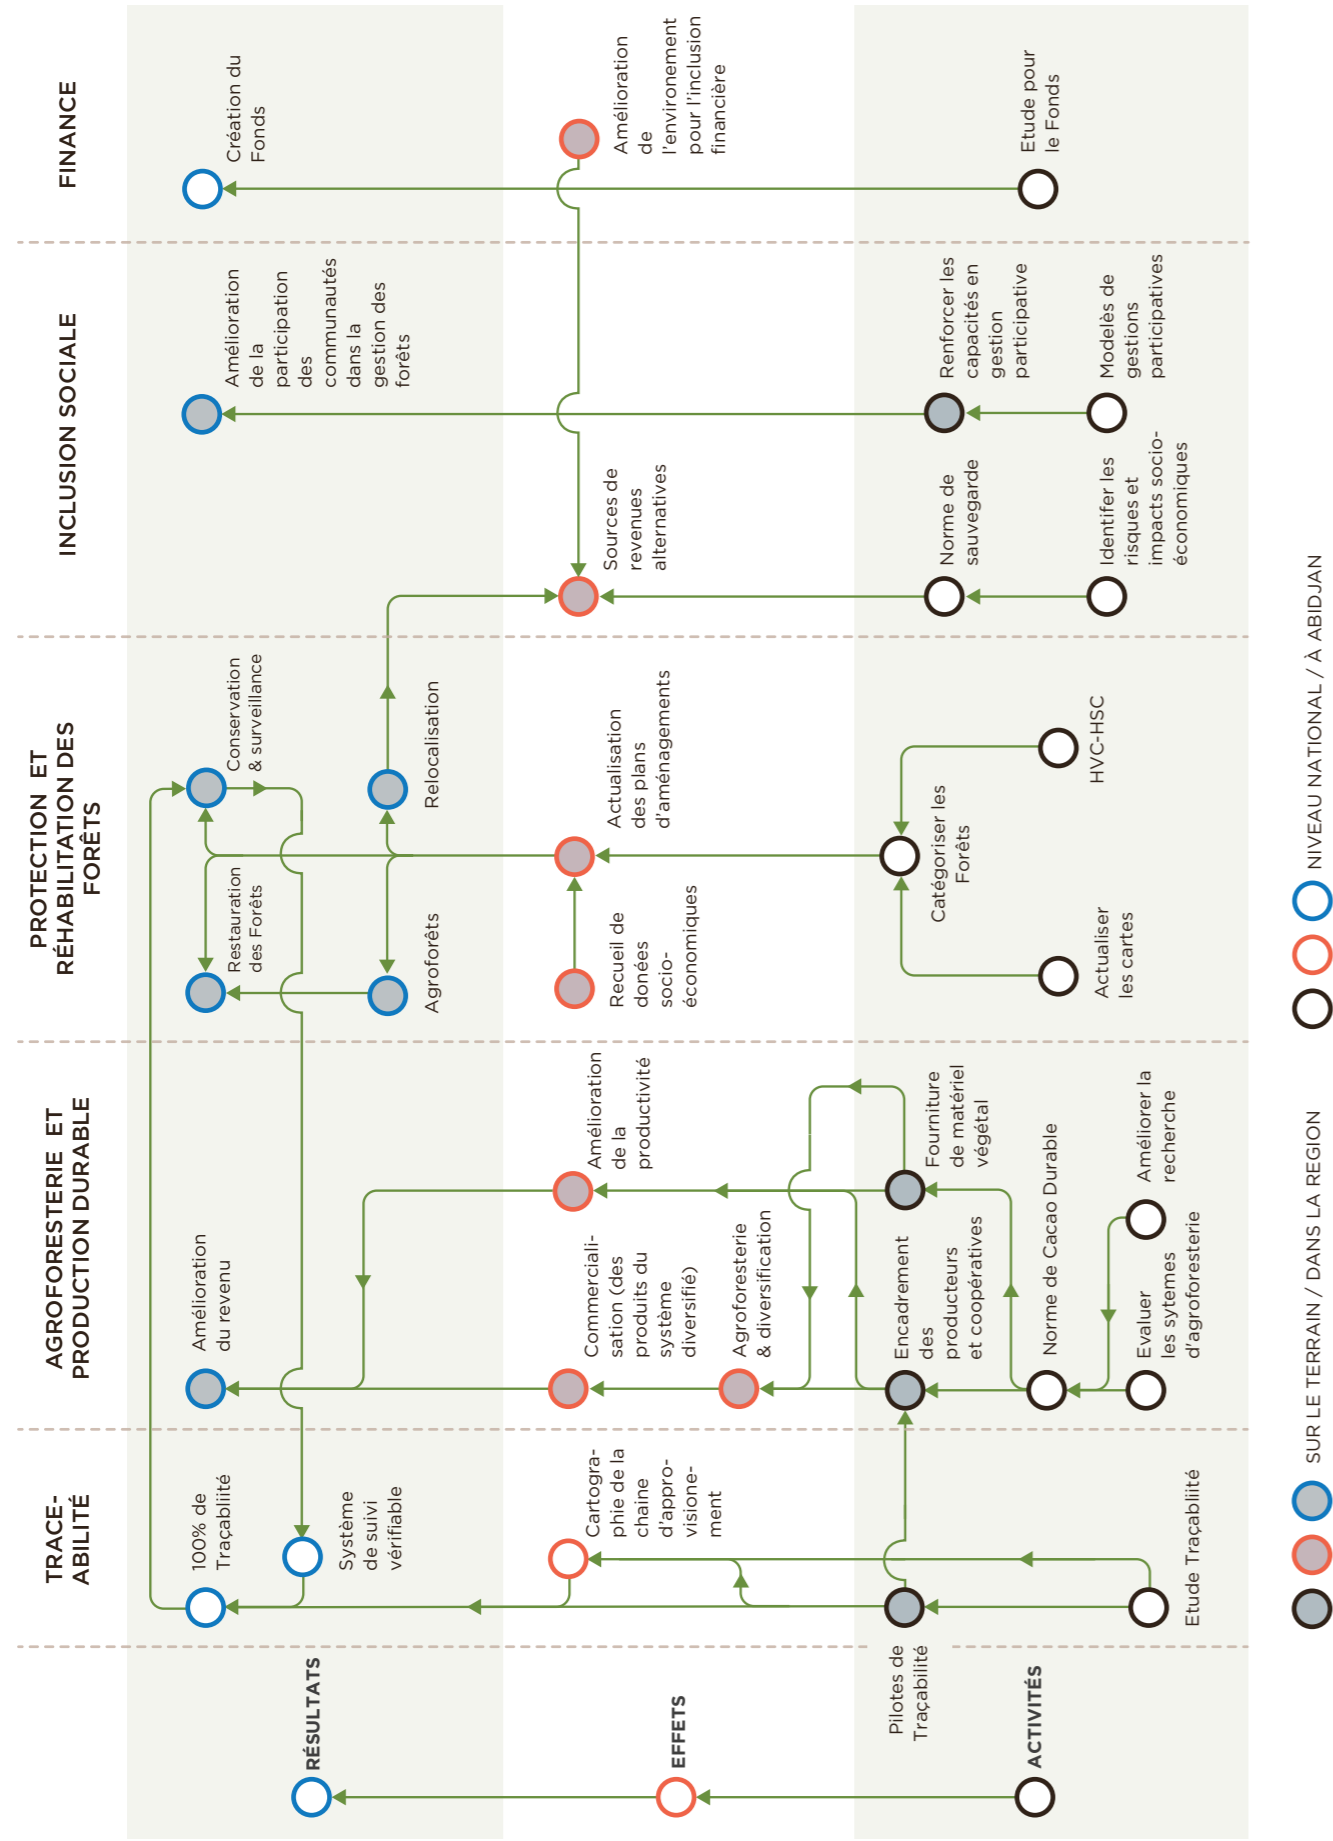 TRACE-
ABILITÉ
AGROFORESTERIE ET
PRODUCTION DURABLE
PROTECTION ET
RÉHABILITATION DES
FORÊTS
INCLUSION SOCIALE
FINANCE
RÉSULTATS
EFFETS
ACTIVITÉS
100% de
Traçabliité
Système
de suivi
vérifiable
Cartogra-
phie de la
chaine
d'appro-
visione-
ment
Pilotes de
Traçabilité
Etude Traçabliité
Amélioration
du revenu
Commerciali-
sation (des
produits du
système
diversifié)
Amélioration
de la
productivité
Agroforesterie
& diversification
Encadrement
des
producteurs
et coopératives
Fourniture
de matériel
végétal
Norme de Cacao Durable
Evaluer
les sytemes
d'agroforesterie
Améliorer la
recherche
Restauration
des Forêts
Conservation
& surveillance
Agroforêts
Relocalisation
Recueil de
données
socio-
économiques
Actualisation
des plans
d'aménagements
Catégoriser les
Forêts
Actualiser
les cartes
HVC-HSC
Amélioration
de la
participation
des
communautés
dans la
gestion des
forêts
Sources de
revenues
alternatives
Norme de
sauvegarde
Renforcer les
capacités en
gestion
participative
Identifer les
risques et
impacts socio-
économiques
Modelès de
gestions
participatives
Création du
Fonds
Amélioration
de
l'environement
pour l'inclusion
financière
Etude pour
le Fonds
SUR LE TERRAIN / DANS LA REGION
NIVEAU NATIONAL / À ABIDJAN